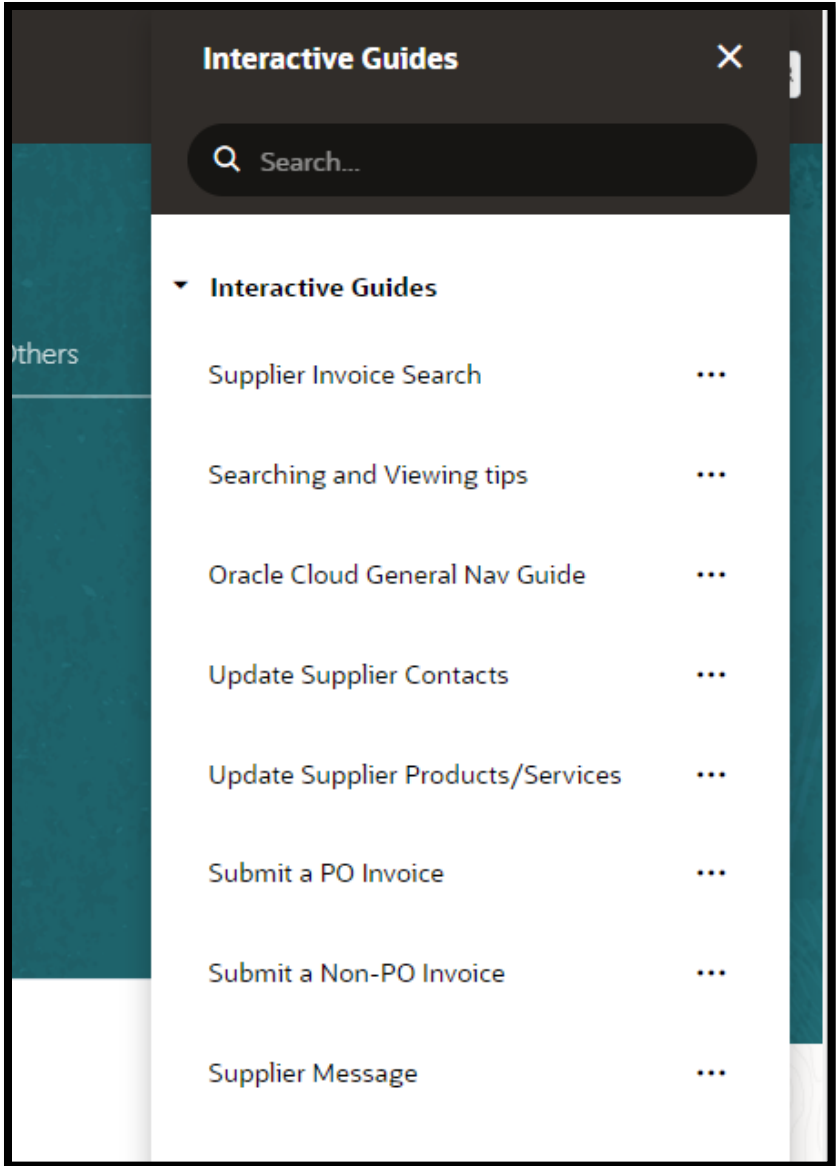 Interactive Guides
Search...
Interactive Guides
Supplier Invoice Search
Searching and Viewing tips
Oracle Cloud General Nav Guide
Update Supplier Contacts
Update Supplier Products/Services
Submit a PO Invoice
Submit a Non-PO Invoice
Supplier Message